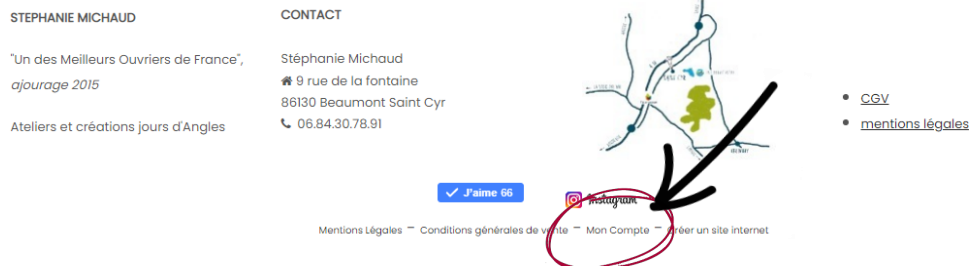 STEPHANIE MICHAUD
"Un des Meilleurs Ouvriers de France",
ajourage 2015
Ateliers et créations jours d'Angles
CONTACT
Stéphanie Michaud
9 rue de la fontaine
86130 Beaumont Saint Cyr
06.84.30.78.91
CGV
mentions légales
J'aime 66
Instagram
Mentions Légales – Conditions générales de vente – Mon Compte – Créer un site internet